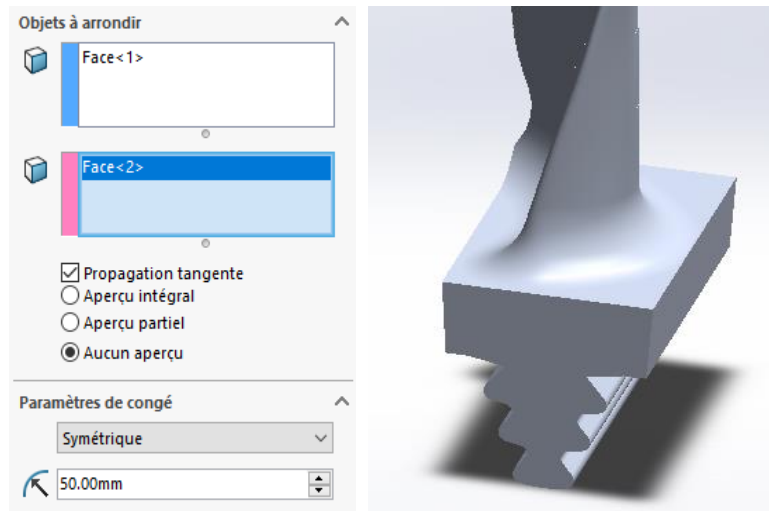 Objets à arrondir
Face<1>
Face<2>
Propagation tangente
Aperçu intégral
Aperçu partiel
Aucun aperçu
Paramètres de congé
Symétrique
50.00mm